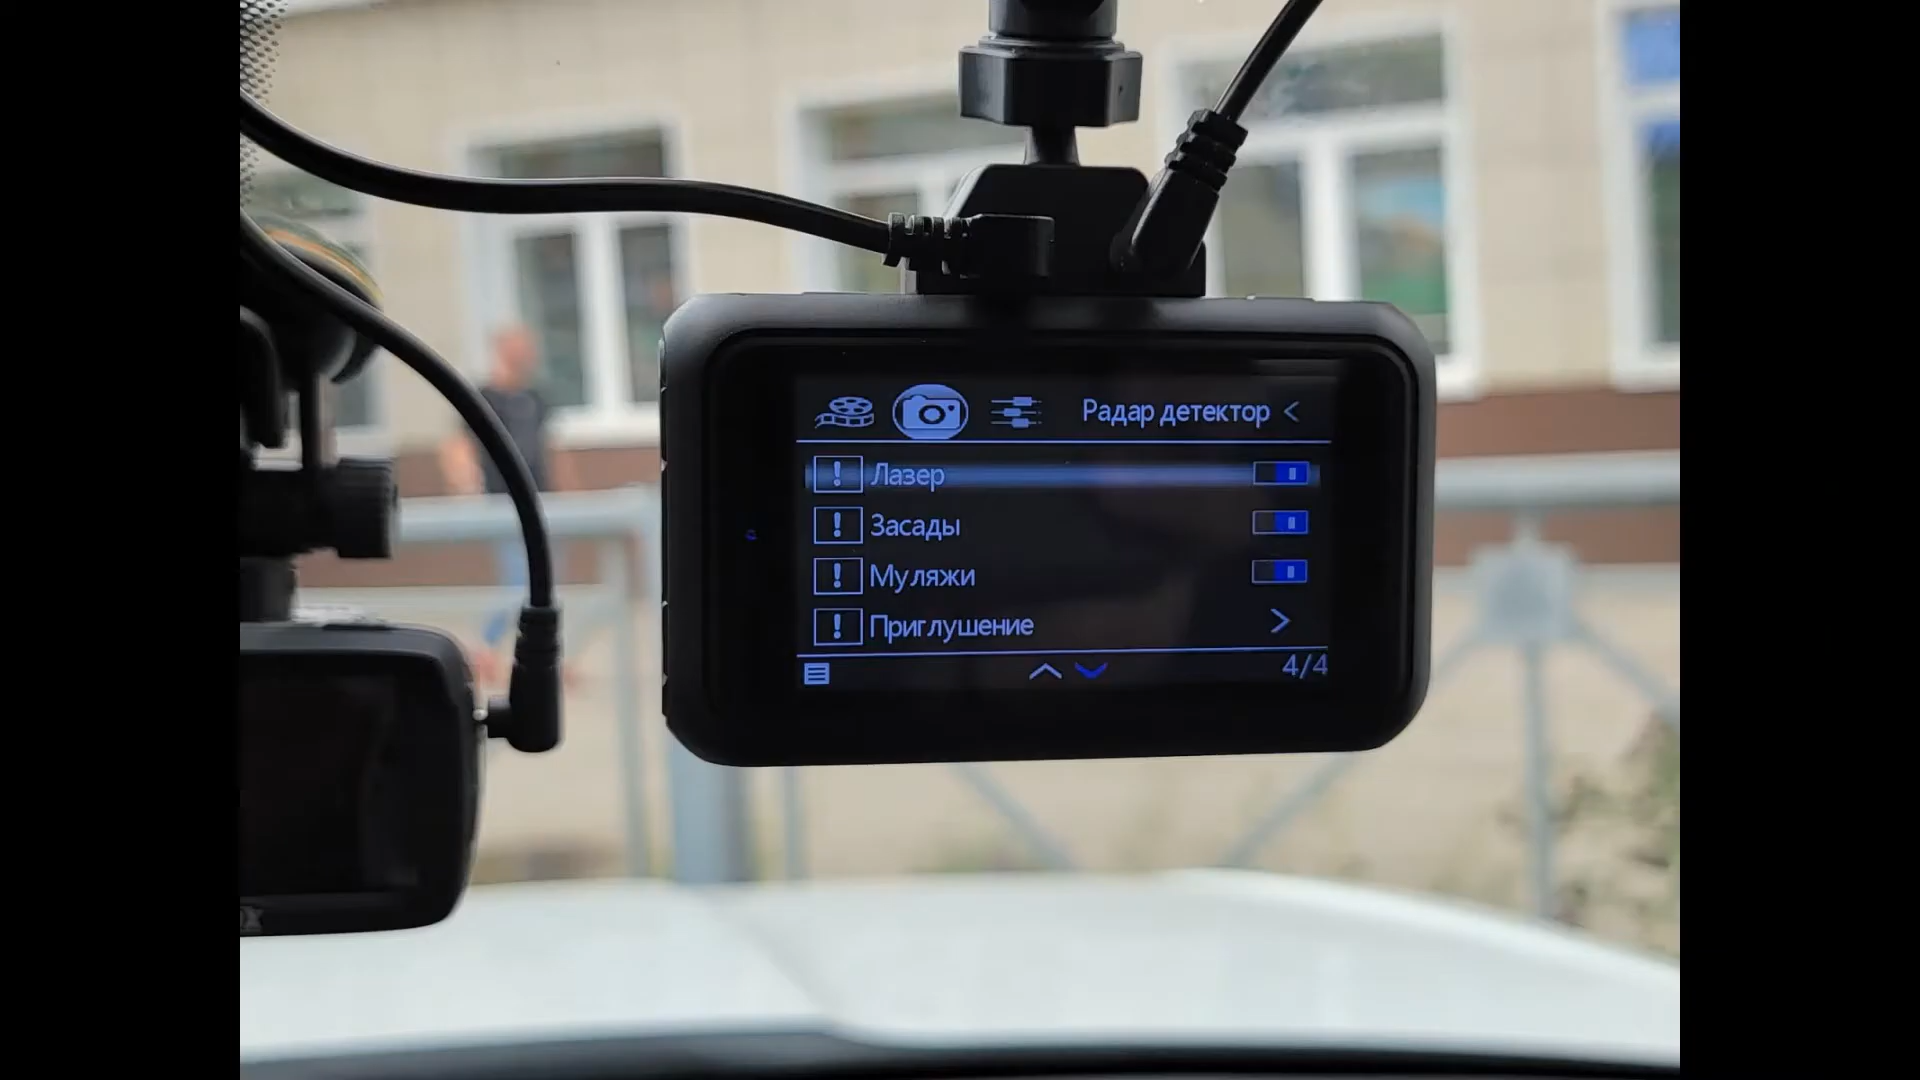 Радар детектор <
Лазер
Засады
Муляжи
Приглушение >
4/4